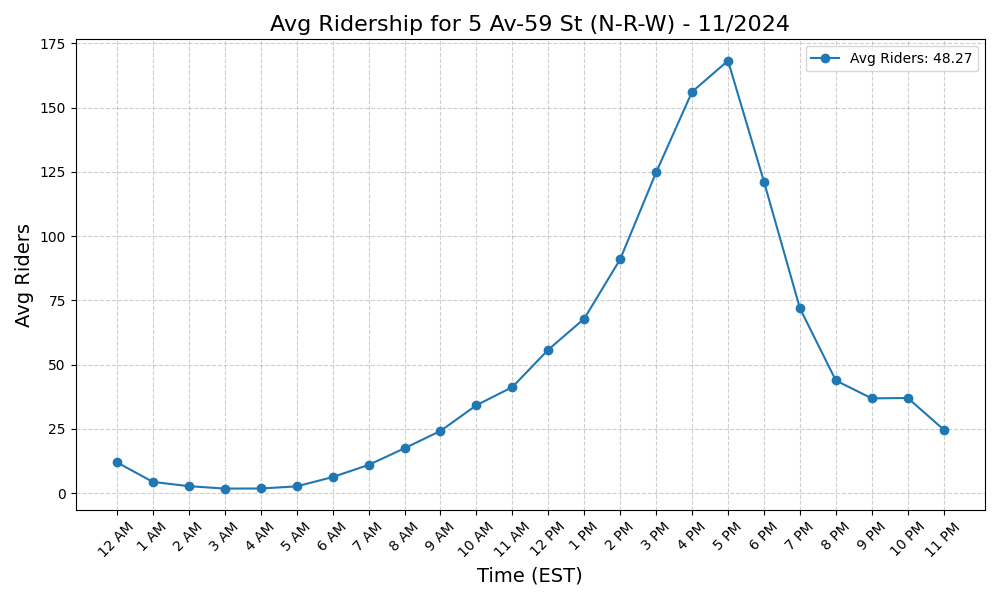 Avg Ridership for 5 Av-59 St (N-R-W) - 11/2024
Avg Riders: 48.27
Avg Riders
175
150
125
100
75
50
25
0
12 AM
1 AM
2 AM
3 AM
4 AM
5 AM
6 AM
7 AM
8 AM
9 AM
10 AM
11 AM
12 PM
1 PM
2 PM
3 PM
4 PM
5 PM
6 PM
7 PM
8 PM
9 PM
10 PM
11 PM
Time (EST)